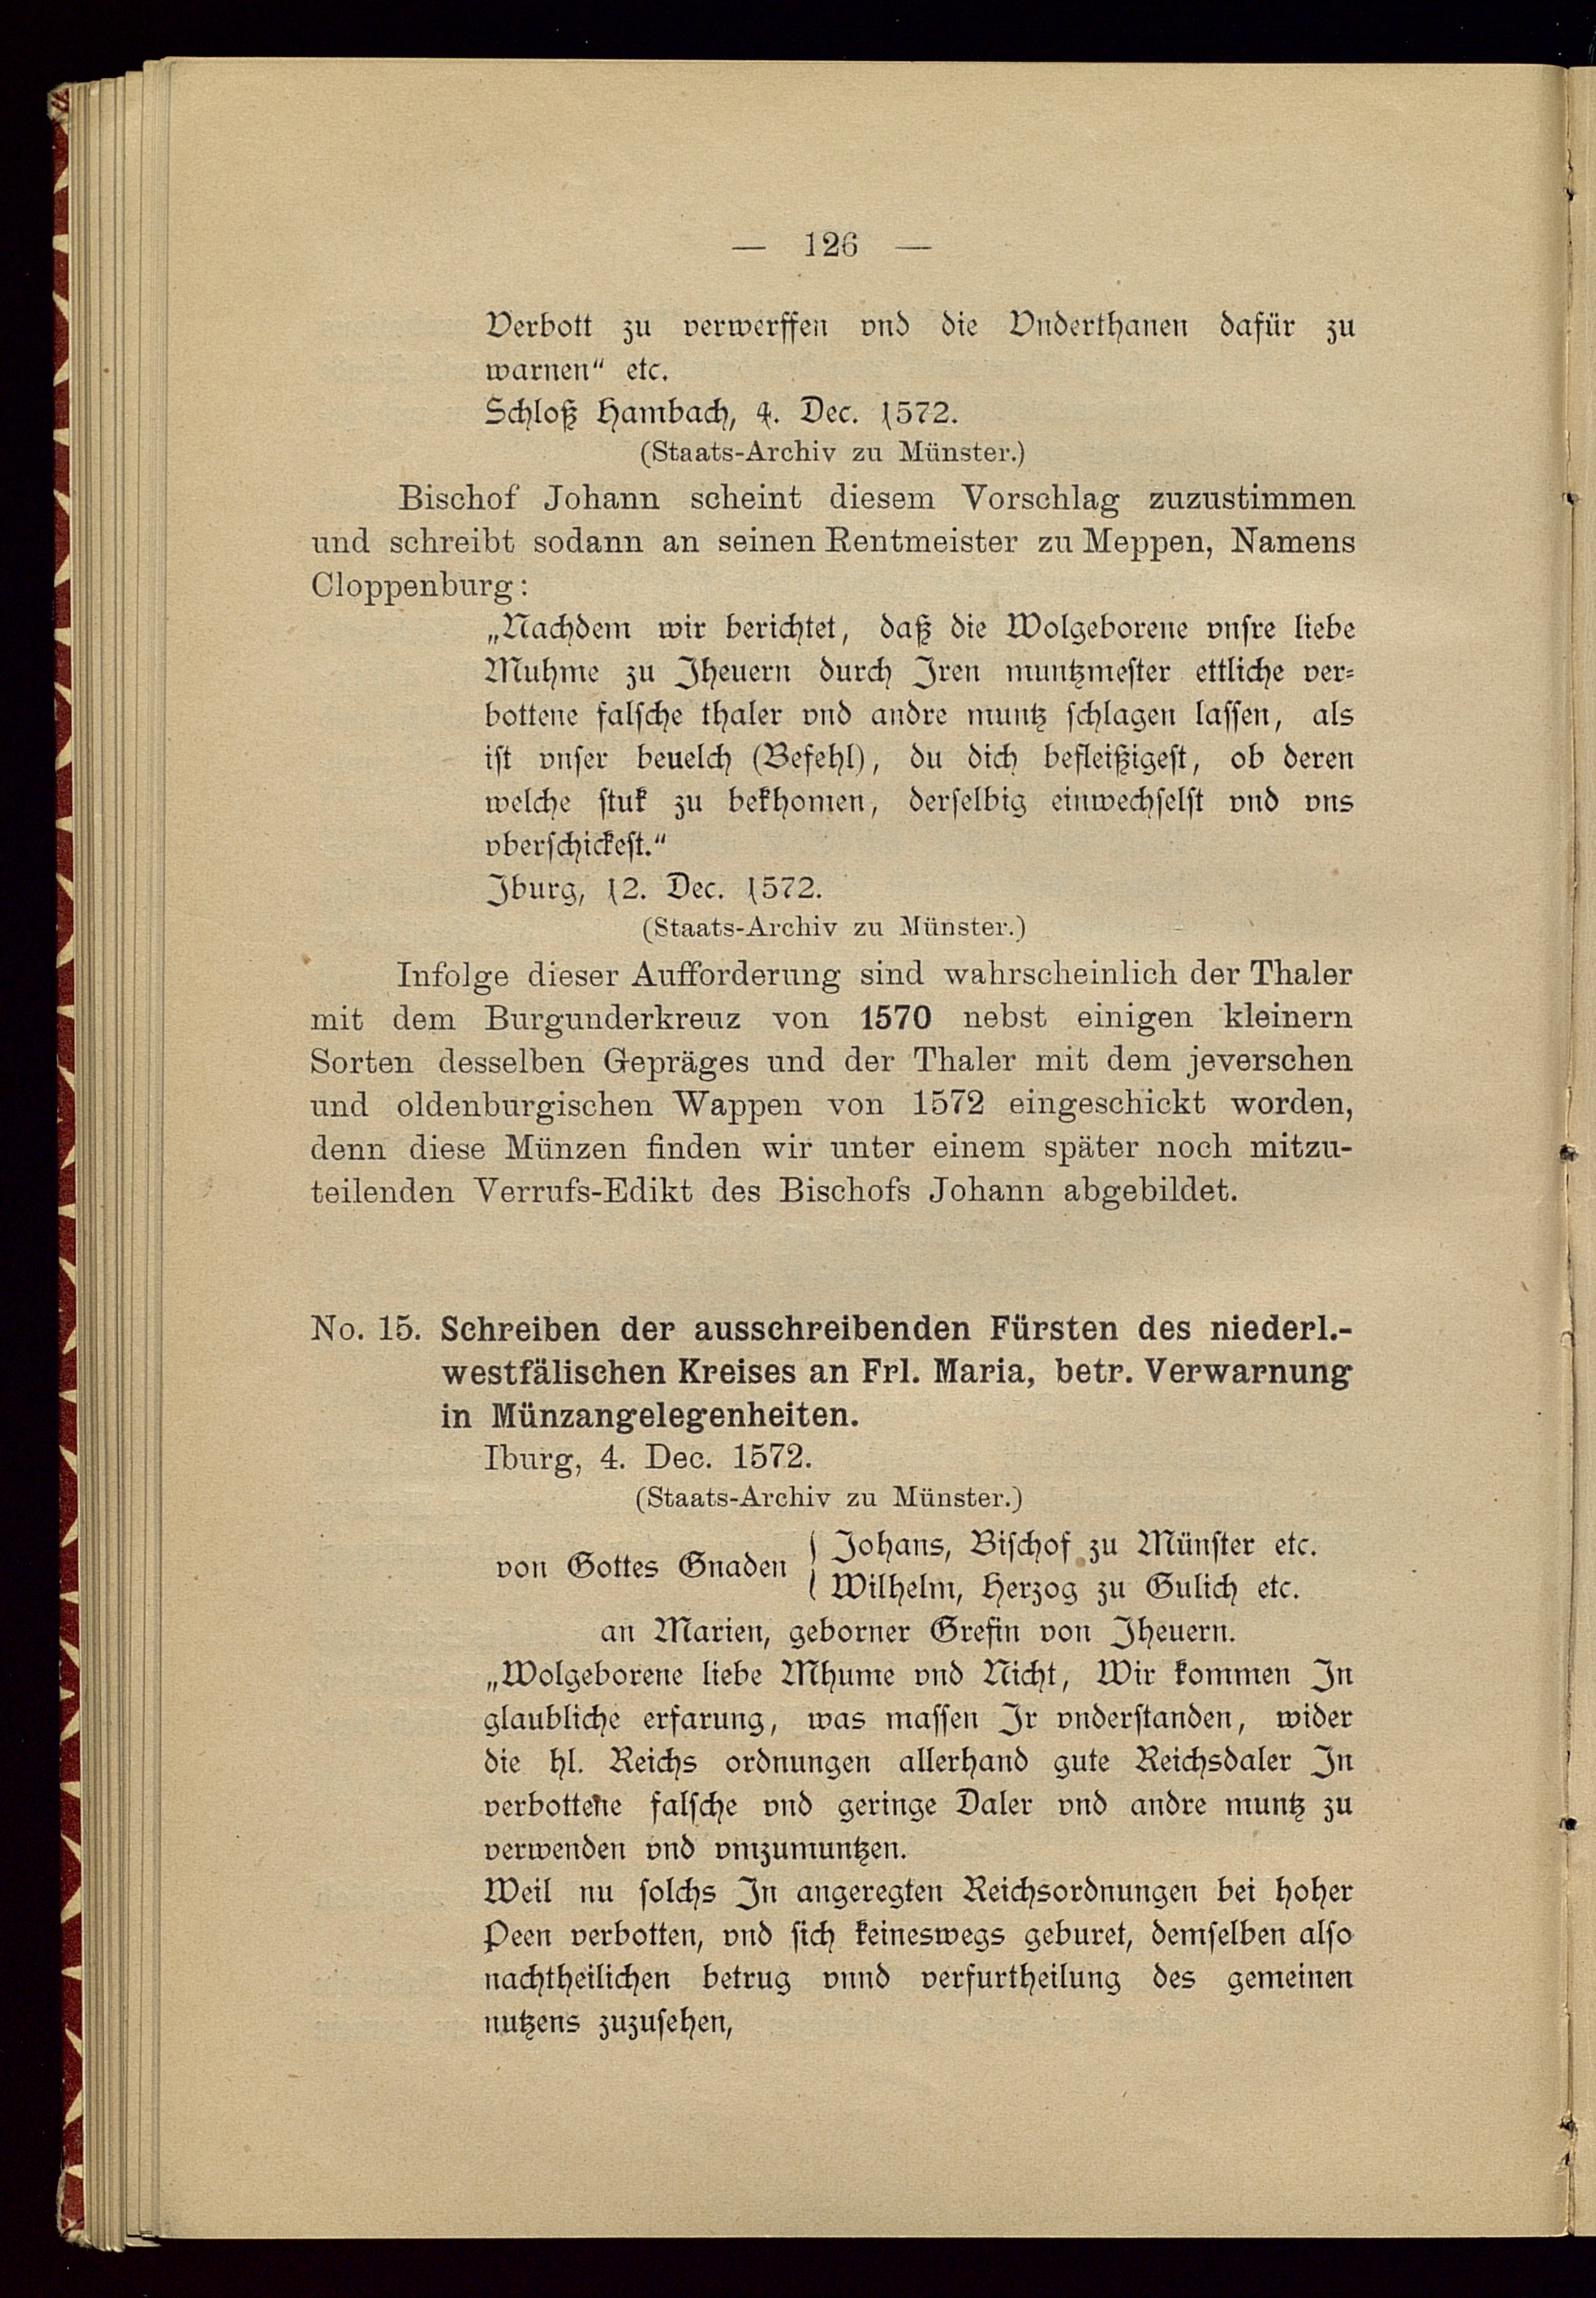 — 126 —
Verbott zu verwerffen vnd die Vnderthanen dafür zu
warnen“ etc.
Schloß Hambach, 4. Dec. 1572.
(Staats-Archiv zu Münster.)
Bischof Johann scheint diesem Vorschlag zuzustimmen
und schreibt sodann an seinen Rentmeister zu Meppen, Namens
Cloppenburg:
„Nachdem wir berichtet, daß die Wolgeborene vnsre liebe
Muhme zu Jheuern durch Jren muntzmester ettliche ver-
bottene falsche thaler vnd andre muntz schlagen lassen, als
ist vnser beuelch (Befehl), du dich befleißigest, ob deren
welche stuk zu bekhomen, derselbig einwechselst vnd vns
vberschickest.“
Jburg, 12. Dec. 1572.
(Staats-Archiv zu Münster.)
Infolge dieser Aufforderung sind wahrscheinlich der Thaler
mit dem Burgunderkreuz von 1570 nebst einigen kleinern
Sorten desselben Gepräges und der Thaler mit dem jeverschen
und oldenburgischen Wappen von 1572 eingeschickt worden,
denn diese Münzen finden wir unter einem später noch mitzu-
teilenden Verrufs-Edikt des Bischofs Johann abgebildet.
No. 15. Schreiben der ausschreibenden Fürsten des niederl.-
westfälischen Kreises an Frl. Maria, betr. Verwarnung
in Münzangelegenheiten.
Iburg, 4. Dec. 1572.
(Staats-Archiv zu Münster.)
von Gottes Gnaden { Johans, Bischof zu Münster etc.
Wilhelm, Herzog zu Gulich etc.
an Marien, geborner Grefin von Jheuern.
„Wolgeborene liebe Mhume vnd Nicht, Wir kommen In
glaubliche erfarung, was massen Jr vnderstanden, wider
die hl. Reichs ordnungen allerhand gute Reichsdaler In
verbottene falsche vnd geringe Daler vnd andre muntz zu
verwenden vnd vmzumuntzen.
Weil nu solchs In angeregten Reichsordnungen bei hoher
Peen verbotten, vnd sich keineswegs geburet, demselben also
nachtheilichen betrug vnnd verfurtheilung des gemeinen
nutzens zuzusehen,